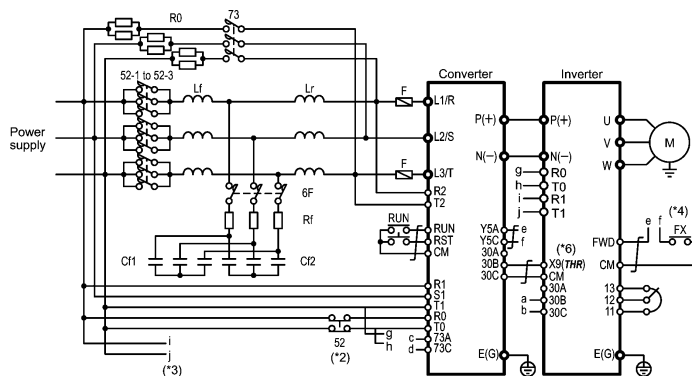 R0
73
52-1 to 52-3
Converter
Inverter
Lf
Lr
F
L1/R
P(+)
P(+)
U
Power
supply
L2/S
V
M
N(−)
N(−)
W
F
L3/T
R0
g
T0
h
R1
i
T1
j
R2
T2
6F
Rf
RUN
RUN
RST
CM
Y5A
e
Y5C
f
30A
30B
30C
Cf1
Cf2
e
f
(*4)
FX
FWD
(*6)
X9(THR)
CM
CM
30A
13
a
30B
12
b
30C
11
R1
S1
T1
R0
T0
g
h
c
73A
d
73C
52
(*2)
i
j
(*3)
E(G)
E(G)